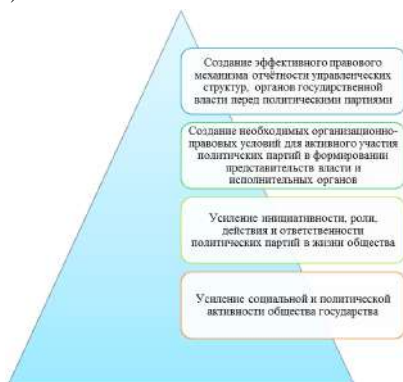 )
Создание эффективного правового
механизма отчётности управленческих
структур, органов государственной
власти перед политическими партиями
Создание необходимых организационно-
правовых условий для активного участия
политичских партий в формировании
представительств власти и
исполнительных органов
Усиление инициативности, роли,
действия и ответственности
политических партий в жизни общества
Усиление социальной и политической
активности общества государства